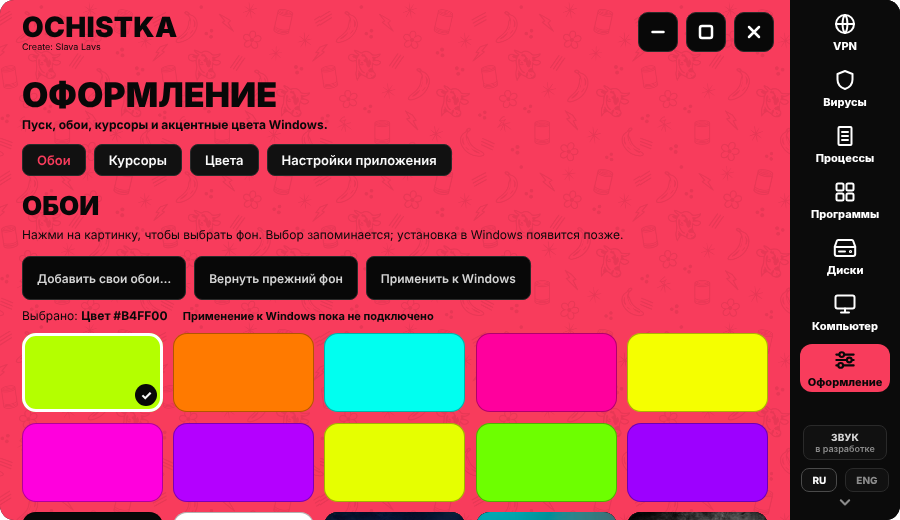 OCHISTKA
Create: Slava Lavs
ОФОРМЛЕНИЕ
Пуск, обои, курсоры и акцентные цвета Windows.
Обои
Курсоры
Цвета
Настройки приложения
ОБОИ
Нажми на картинку, чтобы выбрать фон. Выбор запоминается; установка в Windows появится позже.
Добавить свои обои...
Вернуть прежний фон
Применить к Windows
Выбрано: Цвет #B4FF00
Применение к Windows пока не подключено
VPN
Вирусы
Процессы
Программы
Диски
Компьютер
Оформление
ЗВУК
в разработке
RU
ENG